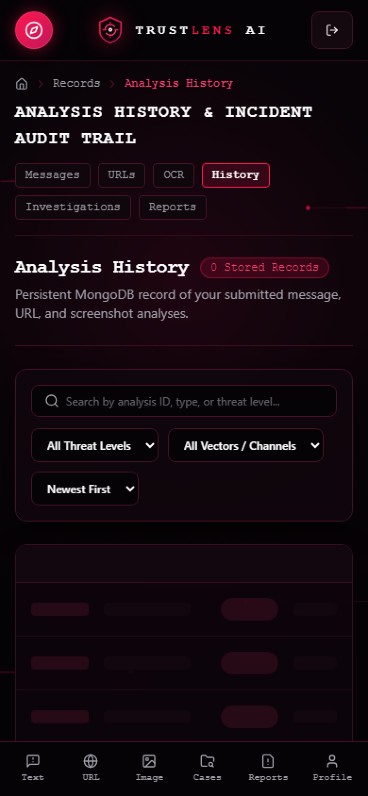 TRUSTLENS AI
Records > Analysis History
ANALYSIS HISTORY & INCIDENT
AUDIT TRAIL
Messages URLs OCR History
Investigations Reports
Analysis History 0 Stored Records
Persistent MongoDB record of your submitted message,
URL, and screenshot analyses.
Search by analysis ID, type, or threat level...
All Threat Levels All Vectors / Channels
Newest First
Text URL Image Cases Reports Profile